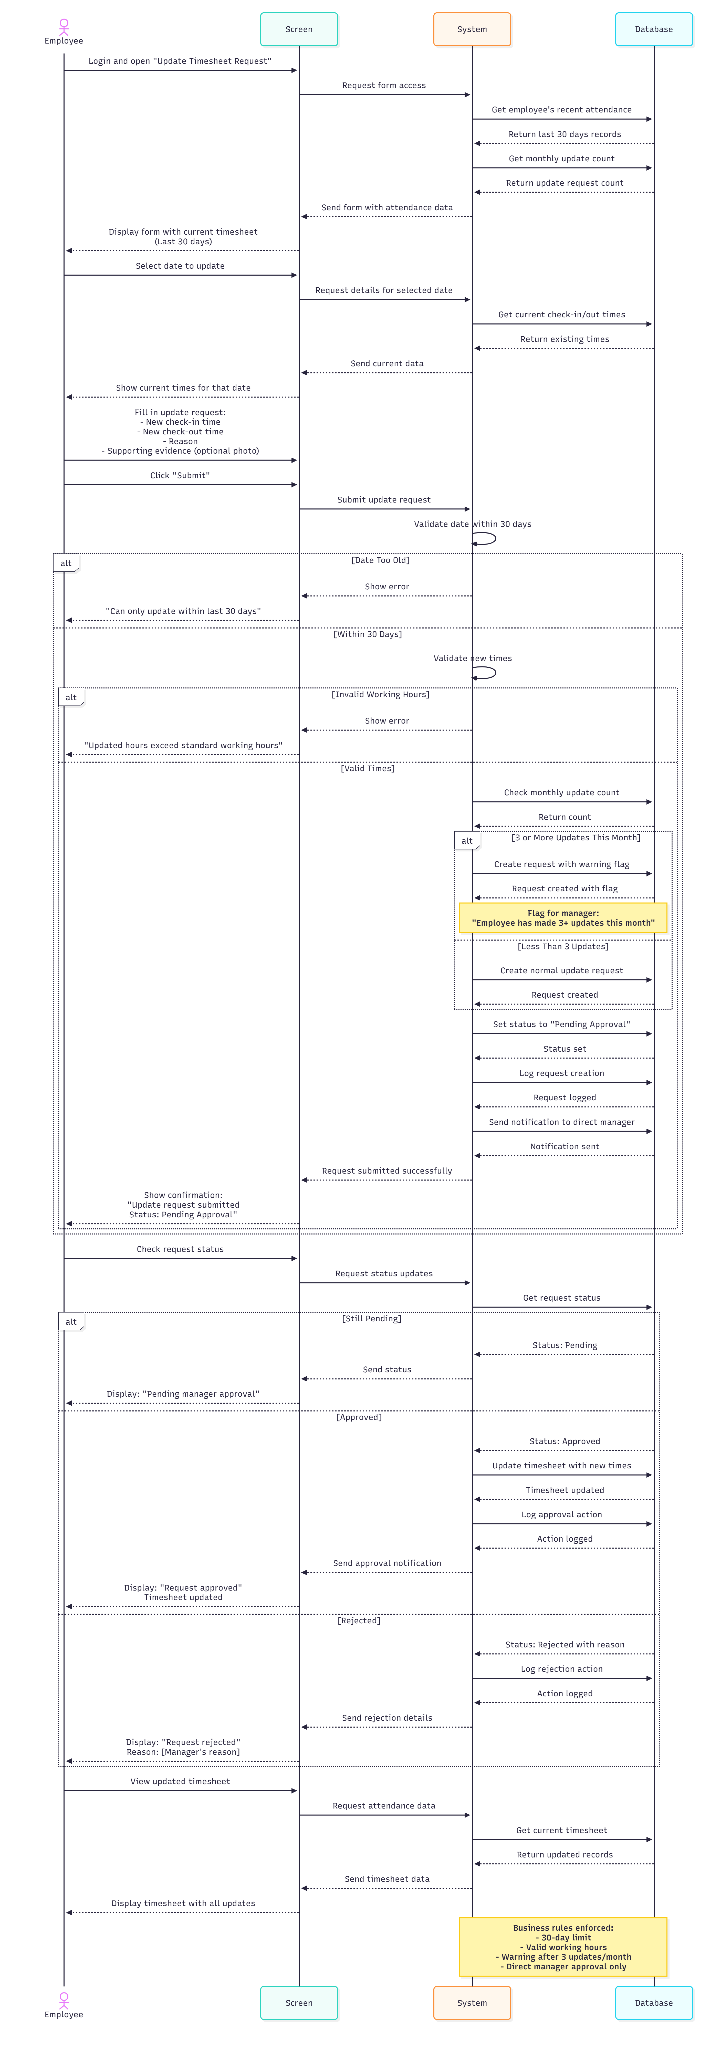 Employee
Screen
System
Database
Login and open "Update Timesheet Request"
Request form access
Get employee's recent attendance
Return last 30 days records
Get monthly update count
Return update request count
Send form with attendance data
Display form with current timesheet
(Last 30 days)
Select date to update
Request details for selected date
Get current check-in/out times
Return existing times
Send current data
Show current times for that date
Fill in update request:
- New check-in time
- New check-out time
- Reason
- Supporting evidence (optional photo)
Click "Submit"
Submit update request
Validate date within 30 days
alt
[Date Too Old]
Show error
"Can only update within last 30 days"
[Within 30 Days]
Validate new times
alt
[Invalid Working Hours]
Show error
"Updated hours exceed standard working hours"
[Valid Times]
Check monthly update count
Return count
alt
[3 or More Updates This Month]
Create request with warning flag
Request created with flag
Flag for manager:
"Employee has made 3+ updates this month"
[Less Than 3 Updates]
Create normal update request
Request created
Set status to "Pending Approval"
Status set
Log request creation
Request logged
Send notification to direct manager
Notification sent
Request submitted successfully
Show confirmation:
"Update request submitted
Status: Pending Approval"
Check request status
Request status updates
Get request status
alt
[Still Pending]
Status: Pending
Send status
Display: "Pending manager approval"
[Approved]
Status: Approved
Update timesheet with new times
Timesheet updated
Log approval action
Action logged
Send approval notification
Display: "Request approved"
Timesheet updated
[Rejected]
Status: Rejected with reason
Log rejection action
Action logged
Send rejection details
Display: "Request rejected"
Reason: [Manager's reason]
View updated timesheet
Request attendance data
Get current timesheet
Return updated records
Send timesheet data
Display timesheet with all updates
Business rules enforced:
- 30-day limit
- Valid working hours
- Warning after 3 updates/month
- Direct manager approval only
Employee
Screen
System
Database